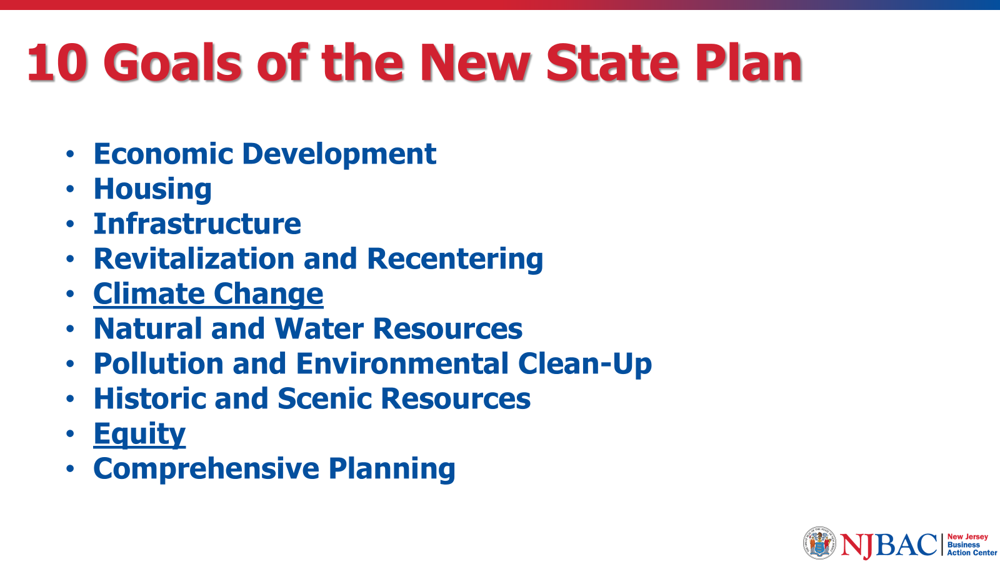 10 Goals of the New State Plan
• Economic Development
• Housing
• Infrastructure
• Revitalization and Recentering
• Climate Change
• Natural and Water Resources
• Pollution and Environmental Clean-Up
• Historic and Scenic Resources
• Equity
• Comprehensive Planning
NJBAC
New Jersey
Business
Action Center